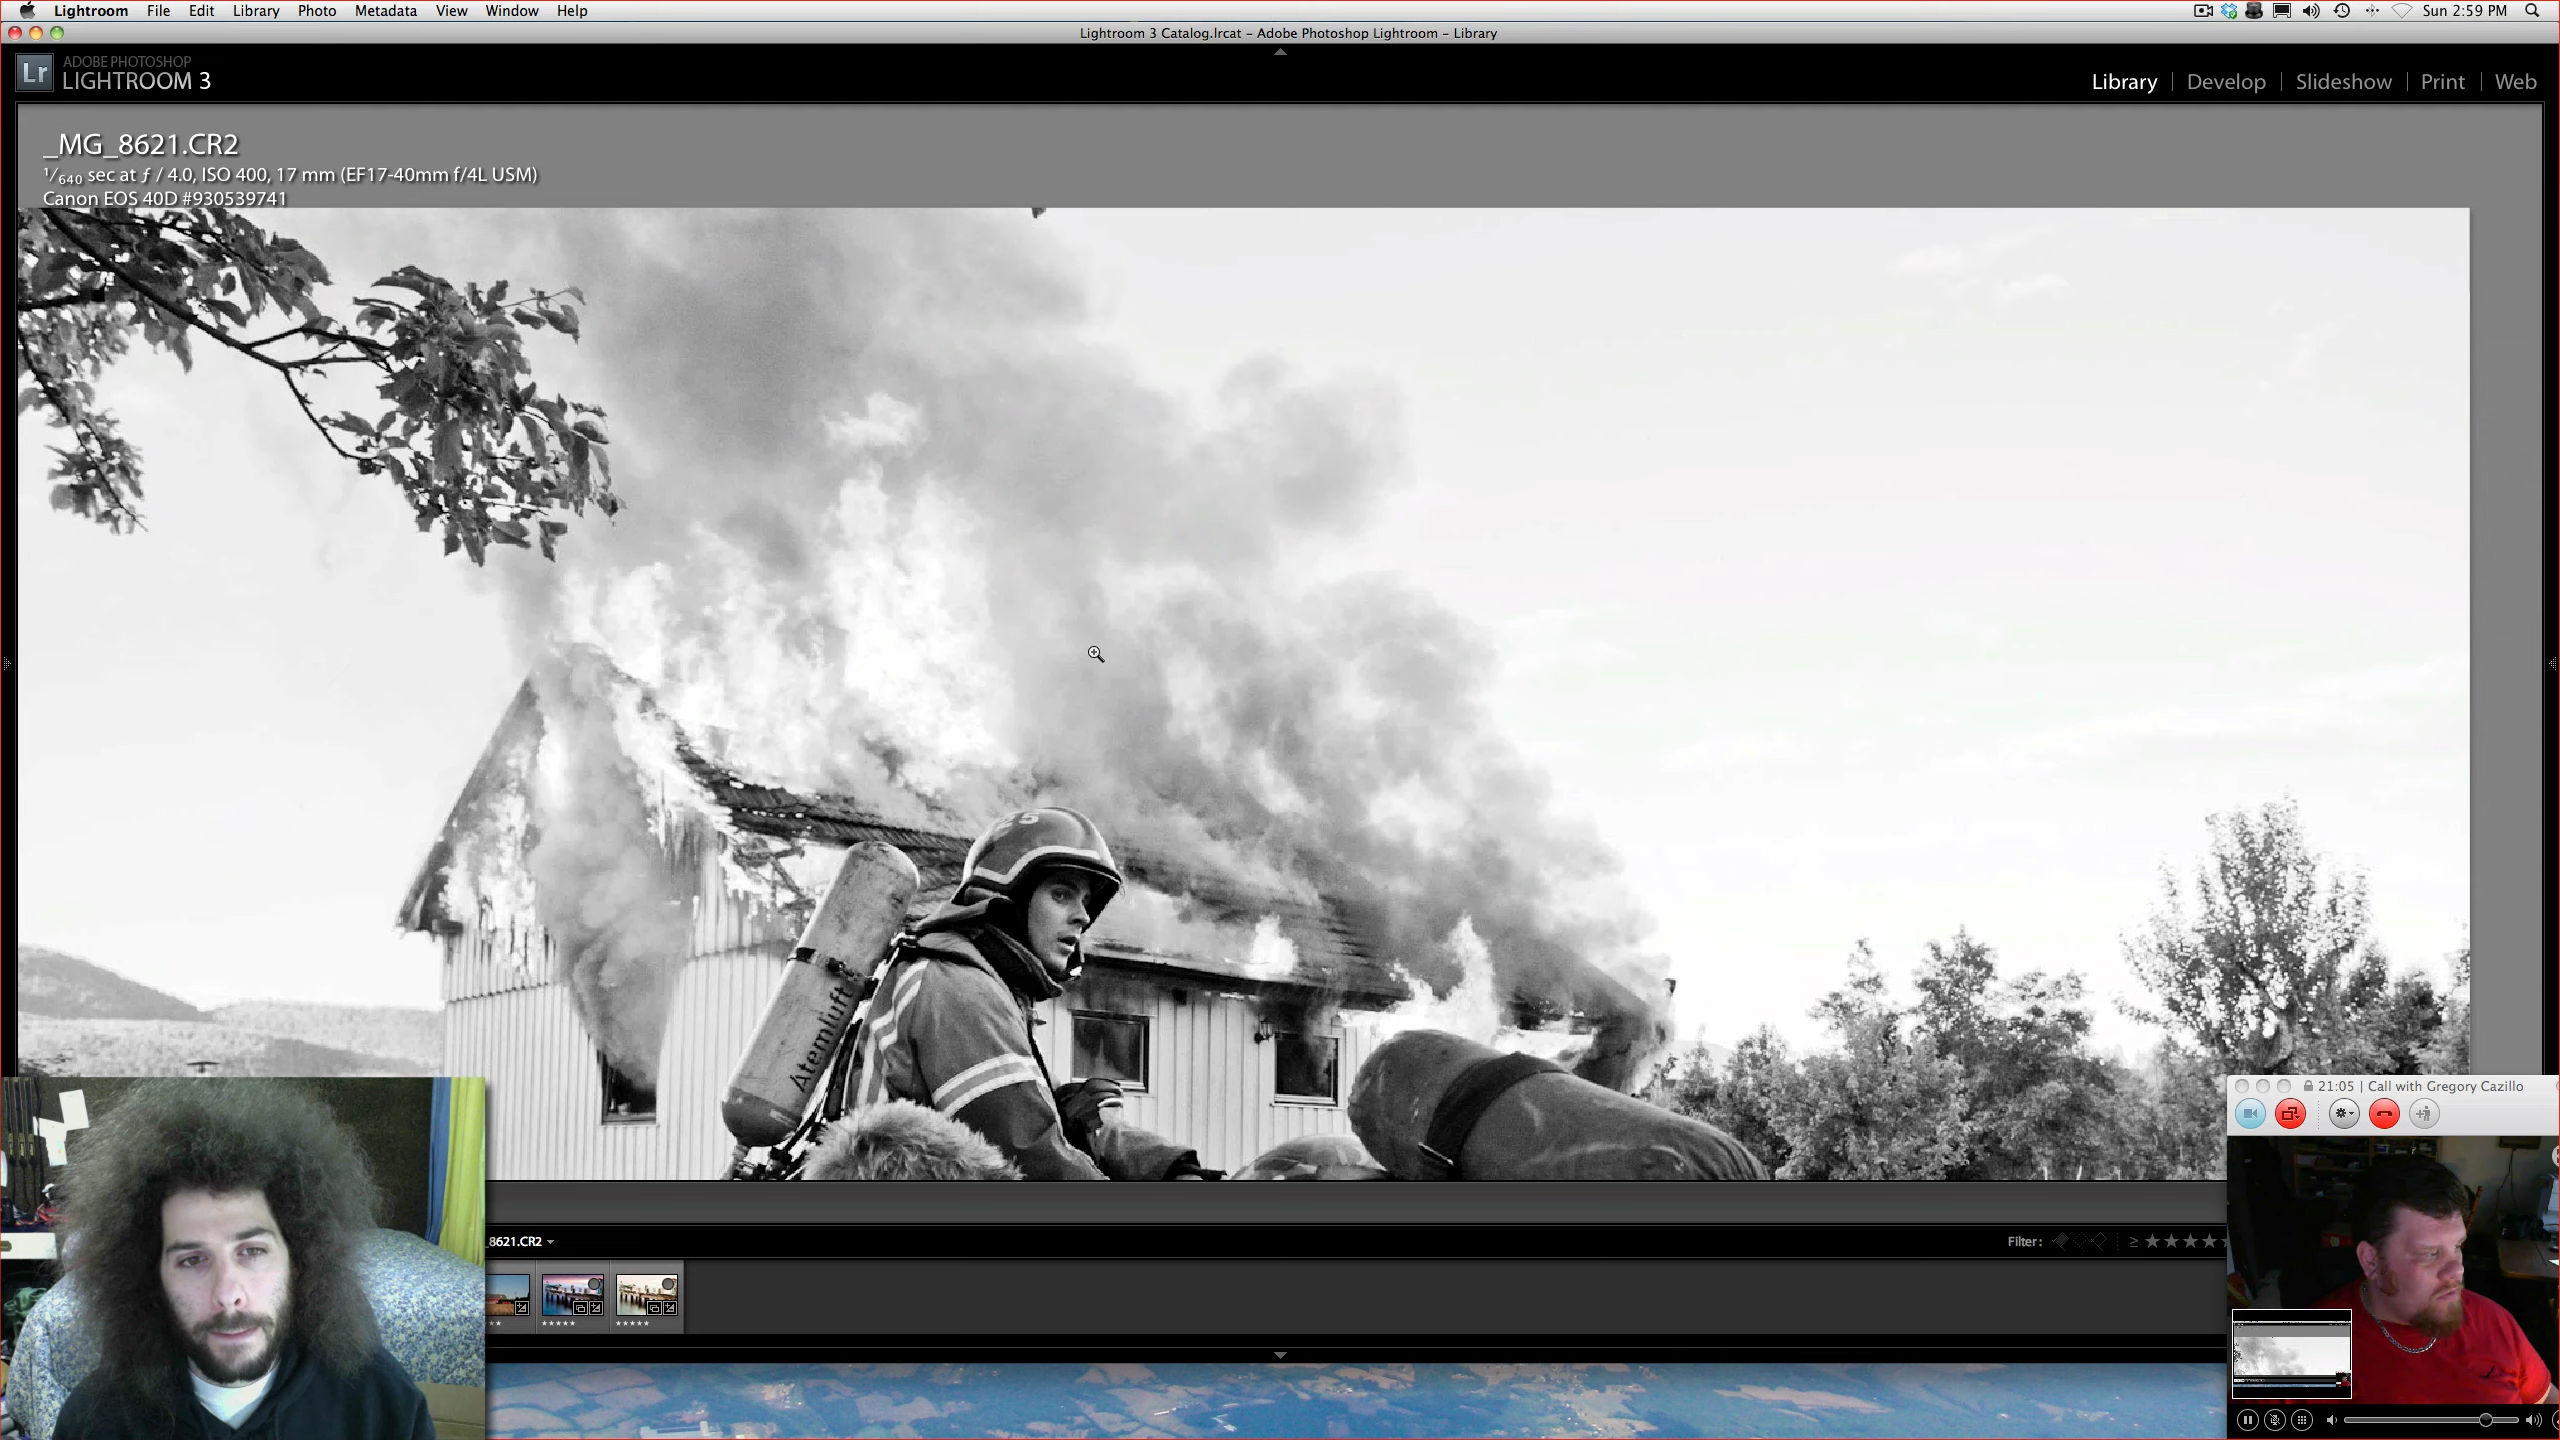 Lightroom File Edit Library Photo Metadata View Window Help Sun 2:59 PM
Lightroom 3 Catalog.lrcat – Adobe Photoshop Lightroom – Library
Lr ADOBE PHOTOSHOP
LIGHTROOM 3
Library | Develop | Slideshow | Print | Web
_MG_8621.CR2
1/640 sec at ƒ / 4.0, ISO 400, 17 mm (EF17-40mm f/4L USM)
Canon EOS 40D #930539741
Atemluft
21:05 | Call with Gregory Cazillo
_8621.CR2
Filter: ≥ ★★★★★